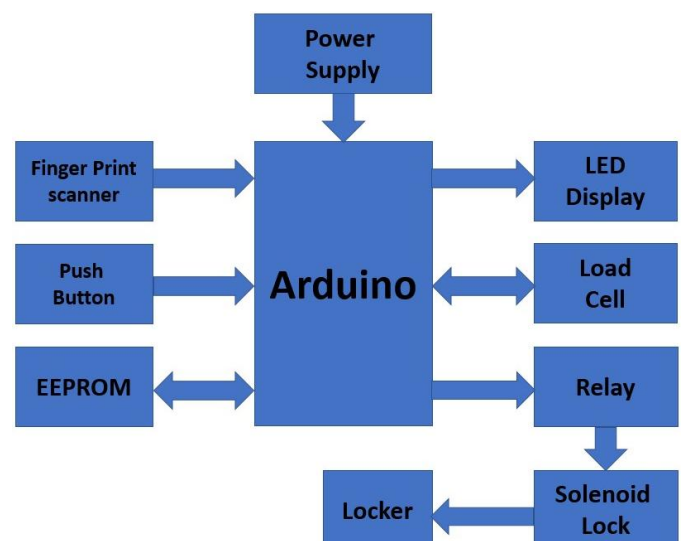 Power
Supply
Finger Print
scanner
LED
Display
Arduino
Push
Button
Load
Cell
EEPROM
Relay
Locker
Solenoid
Lock